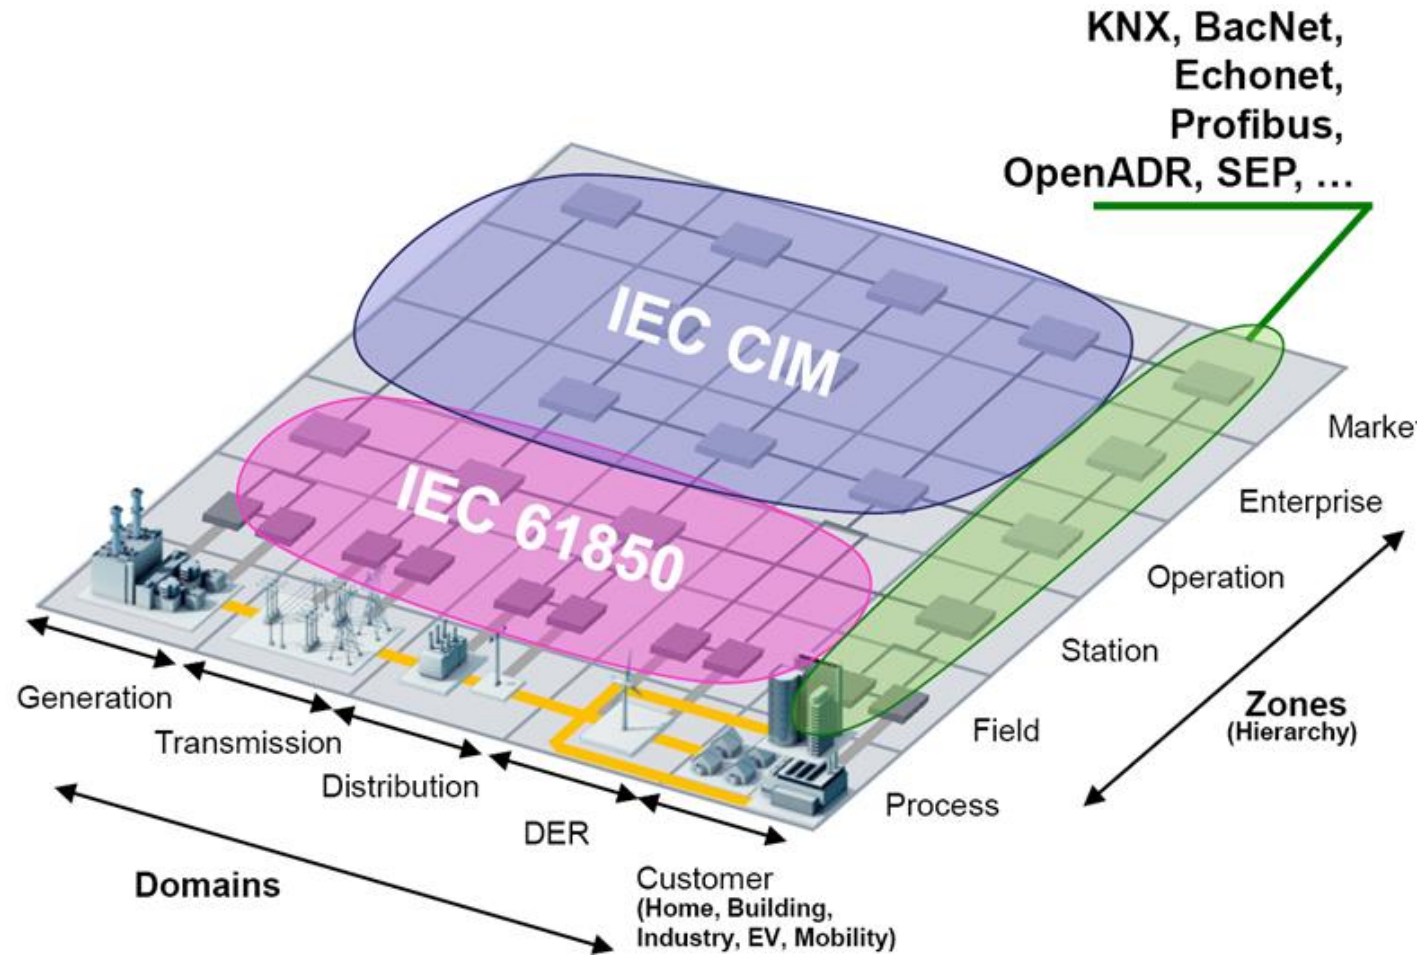 KNX, BacNet,
Echonet,
Profibus,
OpenADR, SEP, ...
IEC CIM
IEC 61850
Market
Enterprise
Operation
Station
Field
Process
Zones
(Hierarchy)
Generation
Transmission
Distribution
DER
Customer
(Home, Building,
Industry, EV, Mobility)
Domains